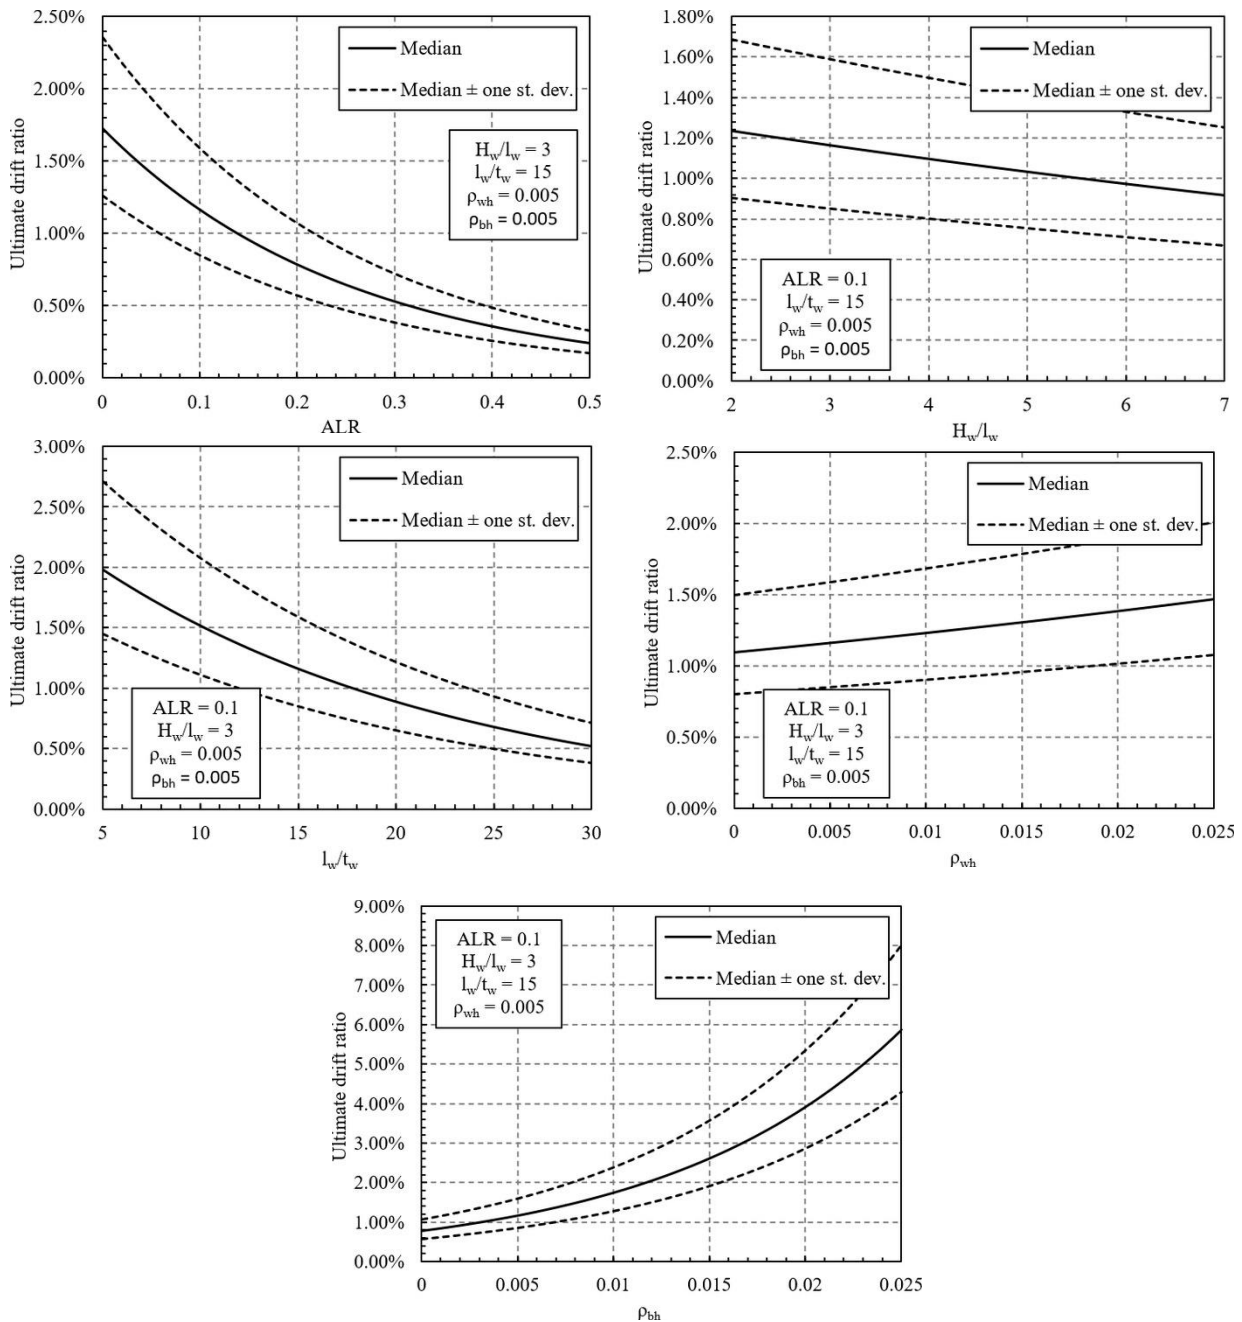 2.50%
2.00%
1.50%
1.00%
0.50%
0.00%
Ultimate drift ratio
Median
Median ± one st. dev.
H_w/l_w = 3
l_w/t_w = 15
ρ_wh = 0.005
ρ_bh = 0.005
0 0.1 0.2 0.3 0.4 0.5
ALR
1.80%
1.60%
1.40%
1.20%
1.00%
0.80%
0.60%
0.40%
0.20%
0.00%
Ultimate drift ratio
Median
Median ± one st. dev.
ALR = 0.1
l_w/t_w = 15
ρ_wh = 0.005
ρ_bh = 0.005
2 3 4 5 6 7
H_w/l_w
3.00%
2.50%
2.00%
1.50%
1.00%
0.50%
0.00%
Ultimate drift ratio
Median
Median ± one st. dev.
ALR = 0.1
H_w/l_w = 3
ρ_wh = 0.005
ρ_bh = 0.005
5 10 15 20 25 30
l_w/t_w
2.50%
2.00%
1.50%
1.00%
0.50%
0.00%
Ultimate drift ratio
Median
Median ± one st. dev.
ALR = 0.1
H_w/l_w = 3
l_w/t_w = 15
ρ_bh = 0.005
0 0.005 0.01 0.015 0.02 0.025
ρ_wh
9.00%
8.00%
7.00%
6.00%
5.00%
4.00%
3.00%
2.00%
1.00%
0.00%
Ultimate drift ratio
ALR = 0.1
H_w/l_w = 3
l_w/t_w = 15
ρ_wh = 0.005
Median
Median ± one st. dev.
0 0.005 0.01 0.015 0.02 0.025
ρ_bh